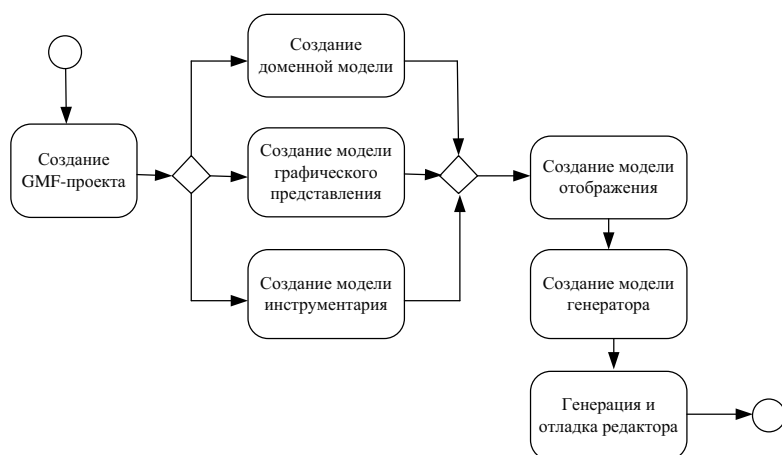 Создание
GMF-проекта
Создание
доменной модели
Создание модели
графического
представления
Создание модели
инструментария
Создание модели
отображения
Создание модели
генератора
Генерация и
отладка редактора